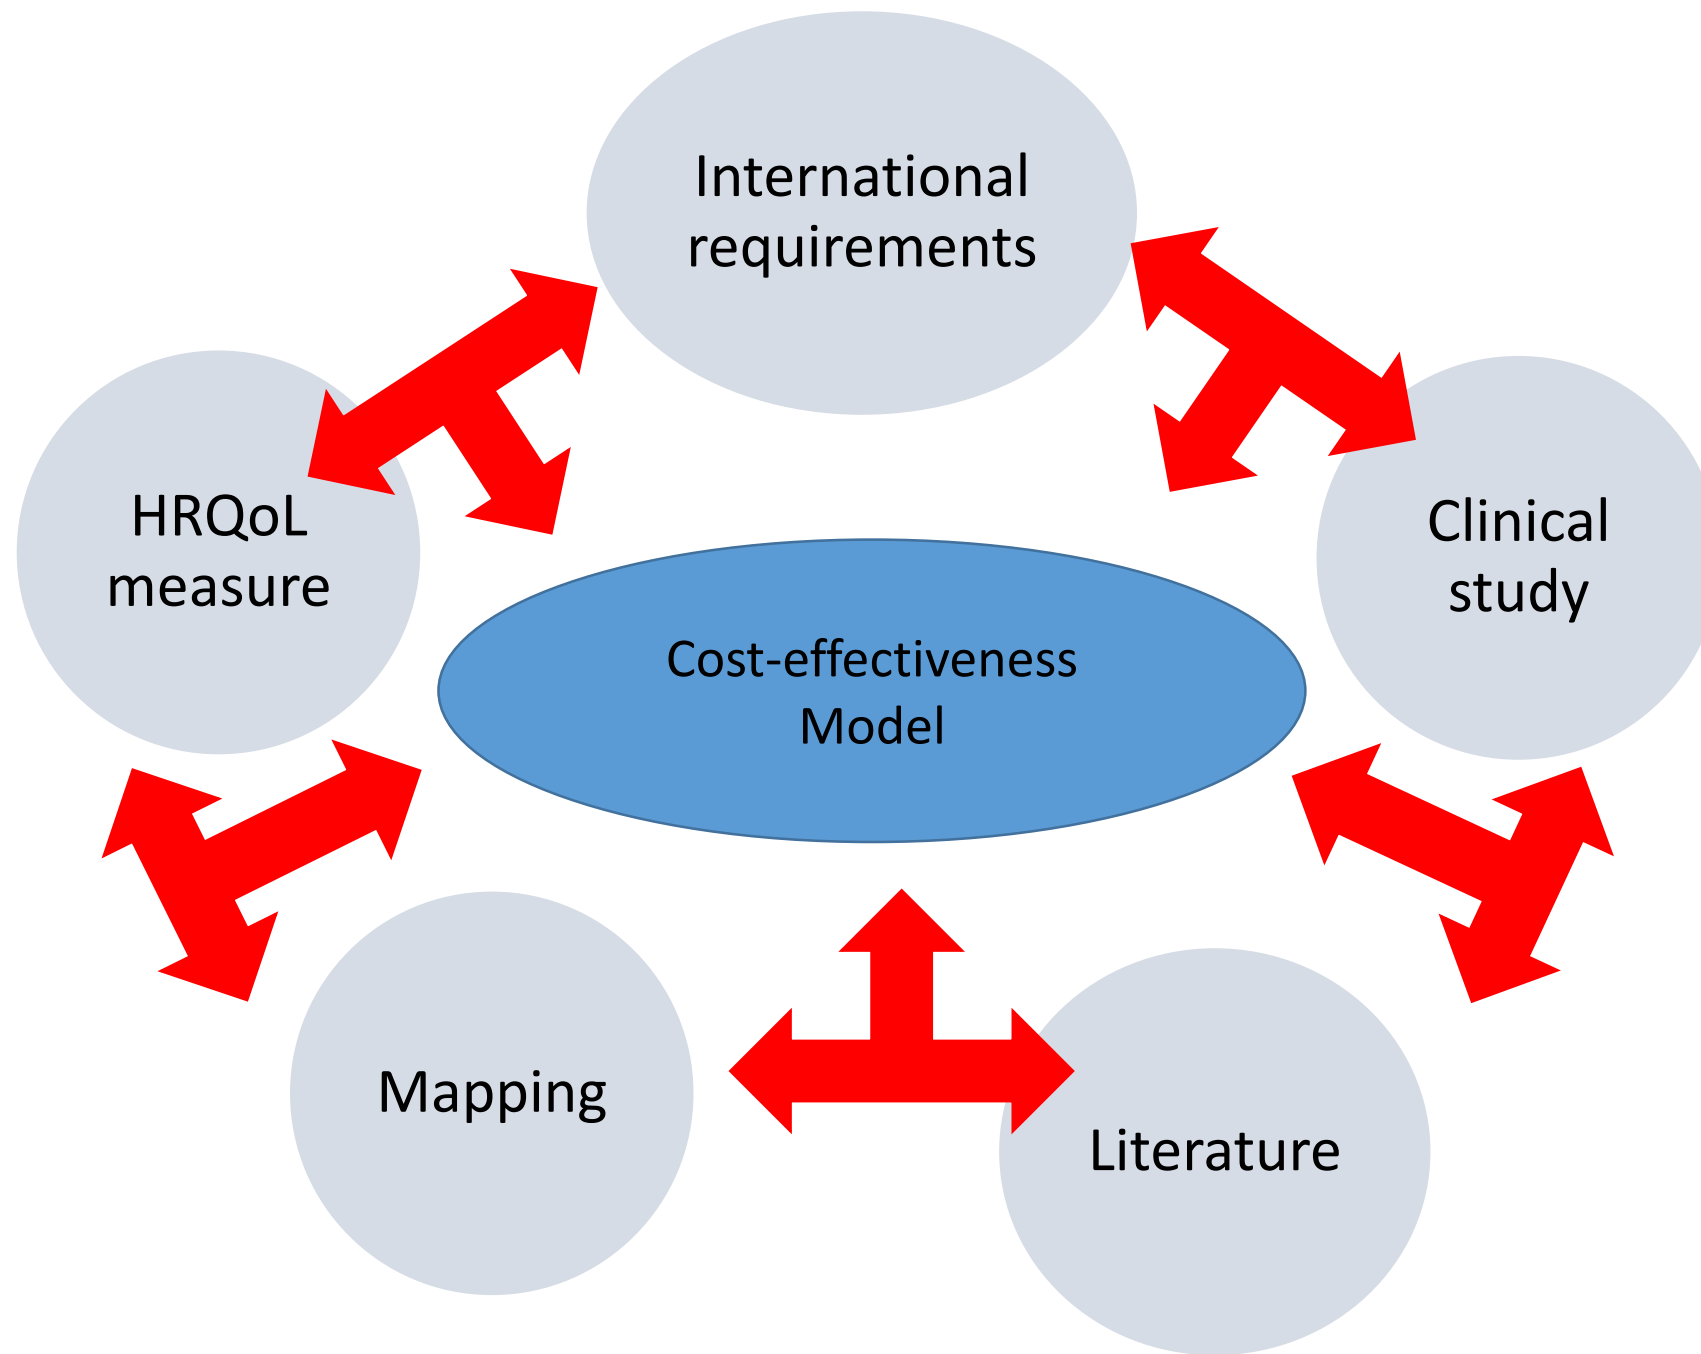 International
requirements
HRQoL
measure
Clinical
study
Cost-effectiveness
Model
Mapping
Literature